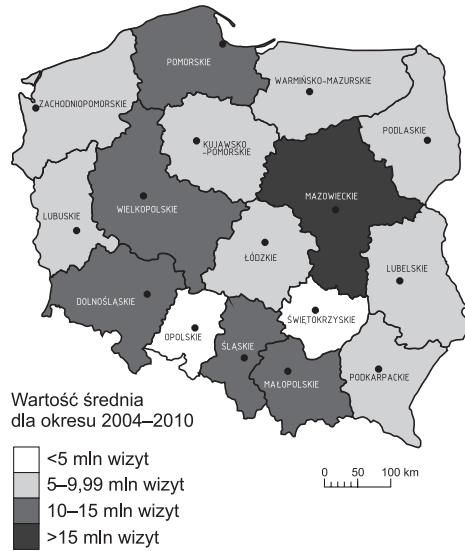 POMORSKIE
WARMIŃSKO-MAZURSKIE
ZACHODNIOPOMORSKIE
PODLASKIE
KUJAWSKO-
-POMORSKIE
MAZOWIECKIE
WIELKOPOLSKIE
LUBUSKIE
ŁÓDZKIE
LUBELSKIE
DOLNOŚLĄSKIE
ŚWIĘTOKRZYSKIE
OPOLSKIE
ŚLĄSKIE
PODKARPACKIE
MAŁOPOLSKIE
Wartość średnia
dla okresu 2004–2010
<5 mln wizyt
5–9,99 mln wizyt
10–15 mln wizyt
>15 mln wizyt
0 50 100 km